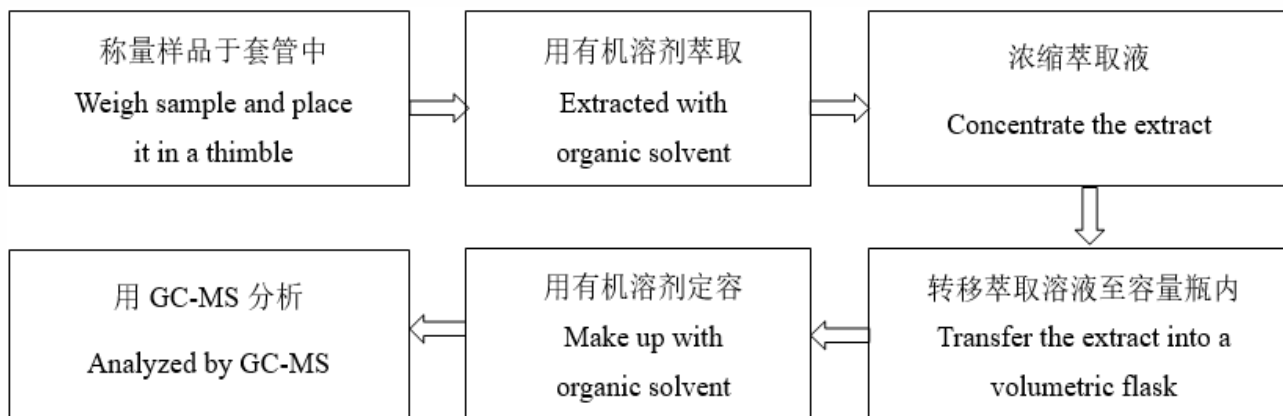 称量样品于套管中
Weigh sample and place
it in a thimble
用有机溶剂萃取
Extracted with
organic solvent
浓缩萃取液
Concentrate the extract
转移萃取溶液至容量瓶内
Transfer the extract into a
volumetric flask
用有机溶剂定容
Make up with
organic solvent
用 GC-MS 分析
Analyzed by GC-MS